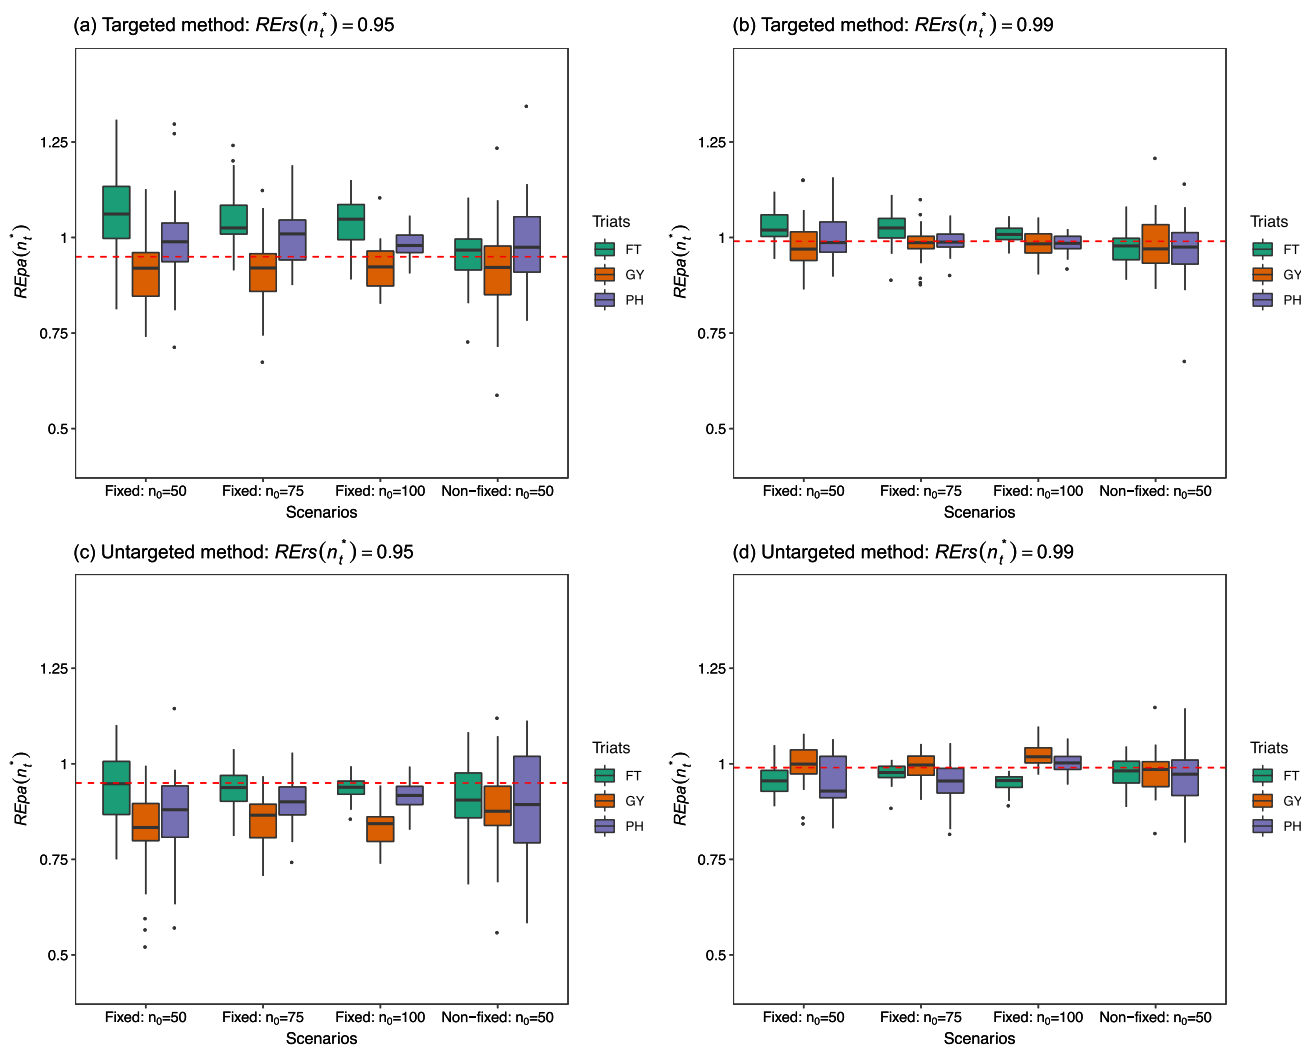 (a) Targeted method: RErs(n*t) = 0.95
1.25
1
0.75
0.5
REpa(n*t)
Fixed: n0=50 Fixed: n0=75 Fixed: n0=100 Non−fixed: n0=50
Scenarios
Triats
FT
GY
PH
(b) Targeted method: RErs(n*t) = 0.99
1.25
1
0.75
0.5
REpa(n*t)
Fixed: n0=50 Fixed: n0=75 Fixed: n0=100 Non−fixed: n0=50
Scenarios
Triats
FT
GY
PH
(c) Untargeted method: RErs(n*t) = 0.95
1.25
1
0.75
0.5
REpa(n*t)
Fixed: n0=50 Fixed: n0=75 Fixed: n0=100 Non−fixed: n0=50
Scenarios
Triats
FT
GY
PH
(d) Untargeted method: RErs(n*t) = 0.99
1.25
1
0.75
0.5
REpa(n*t)
Fixed: n0=50 Fixed: n0=75 Fixed: n0=100 Non−fixed: n0=50
Scenarios
Triats
FT
GY
PH